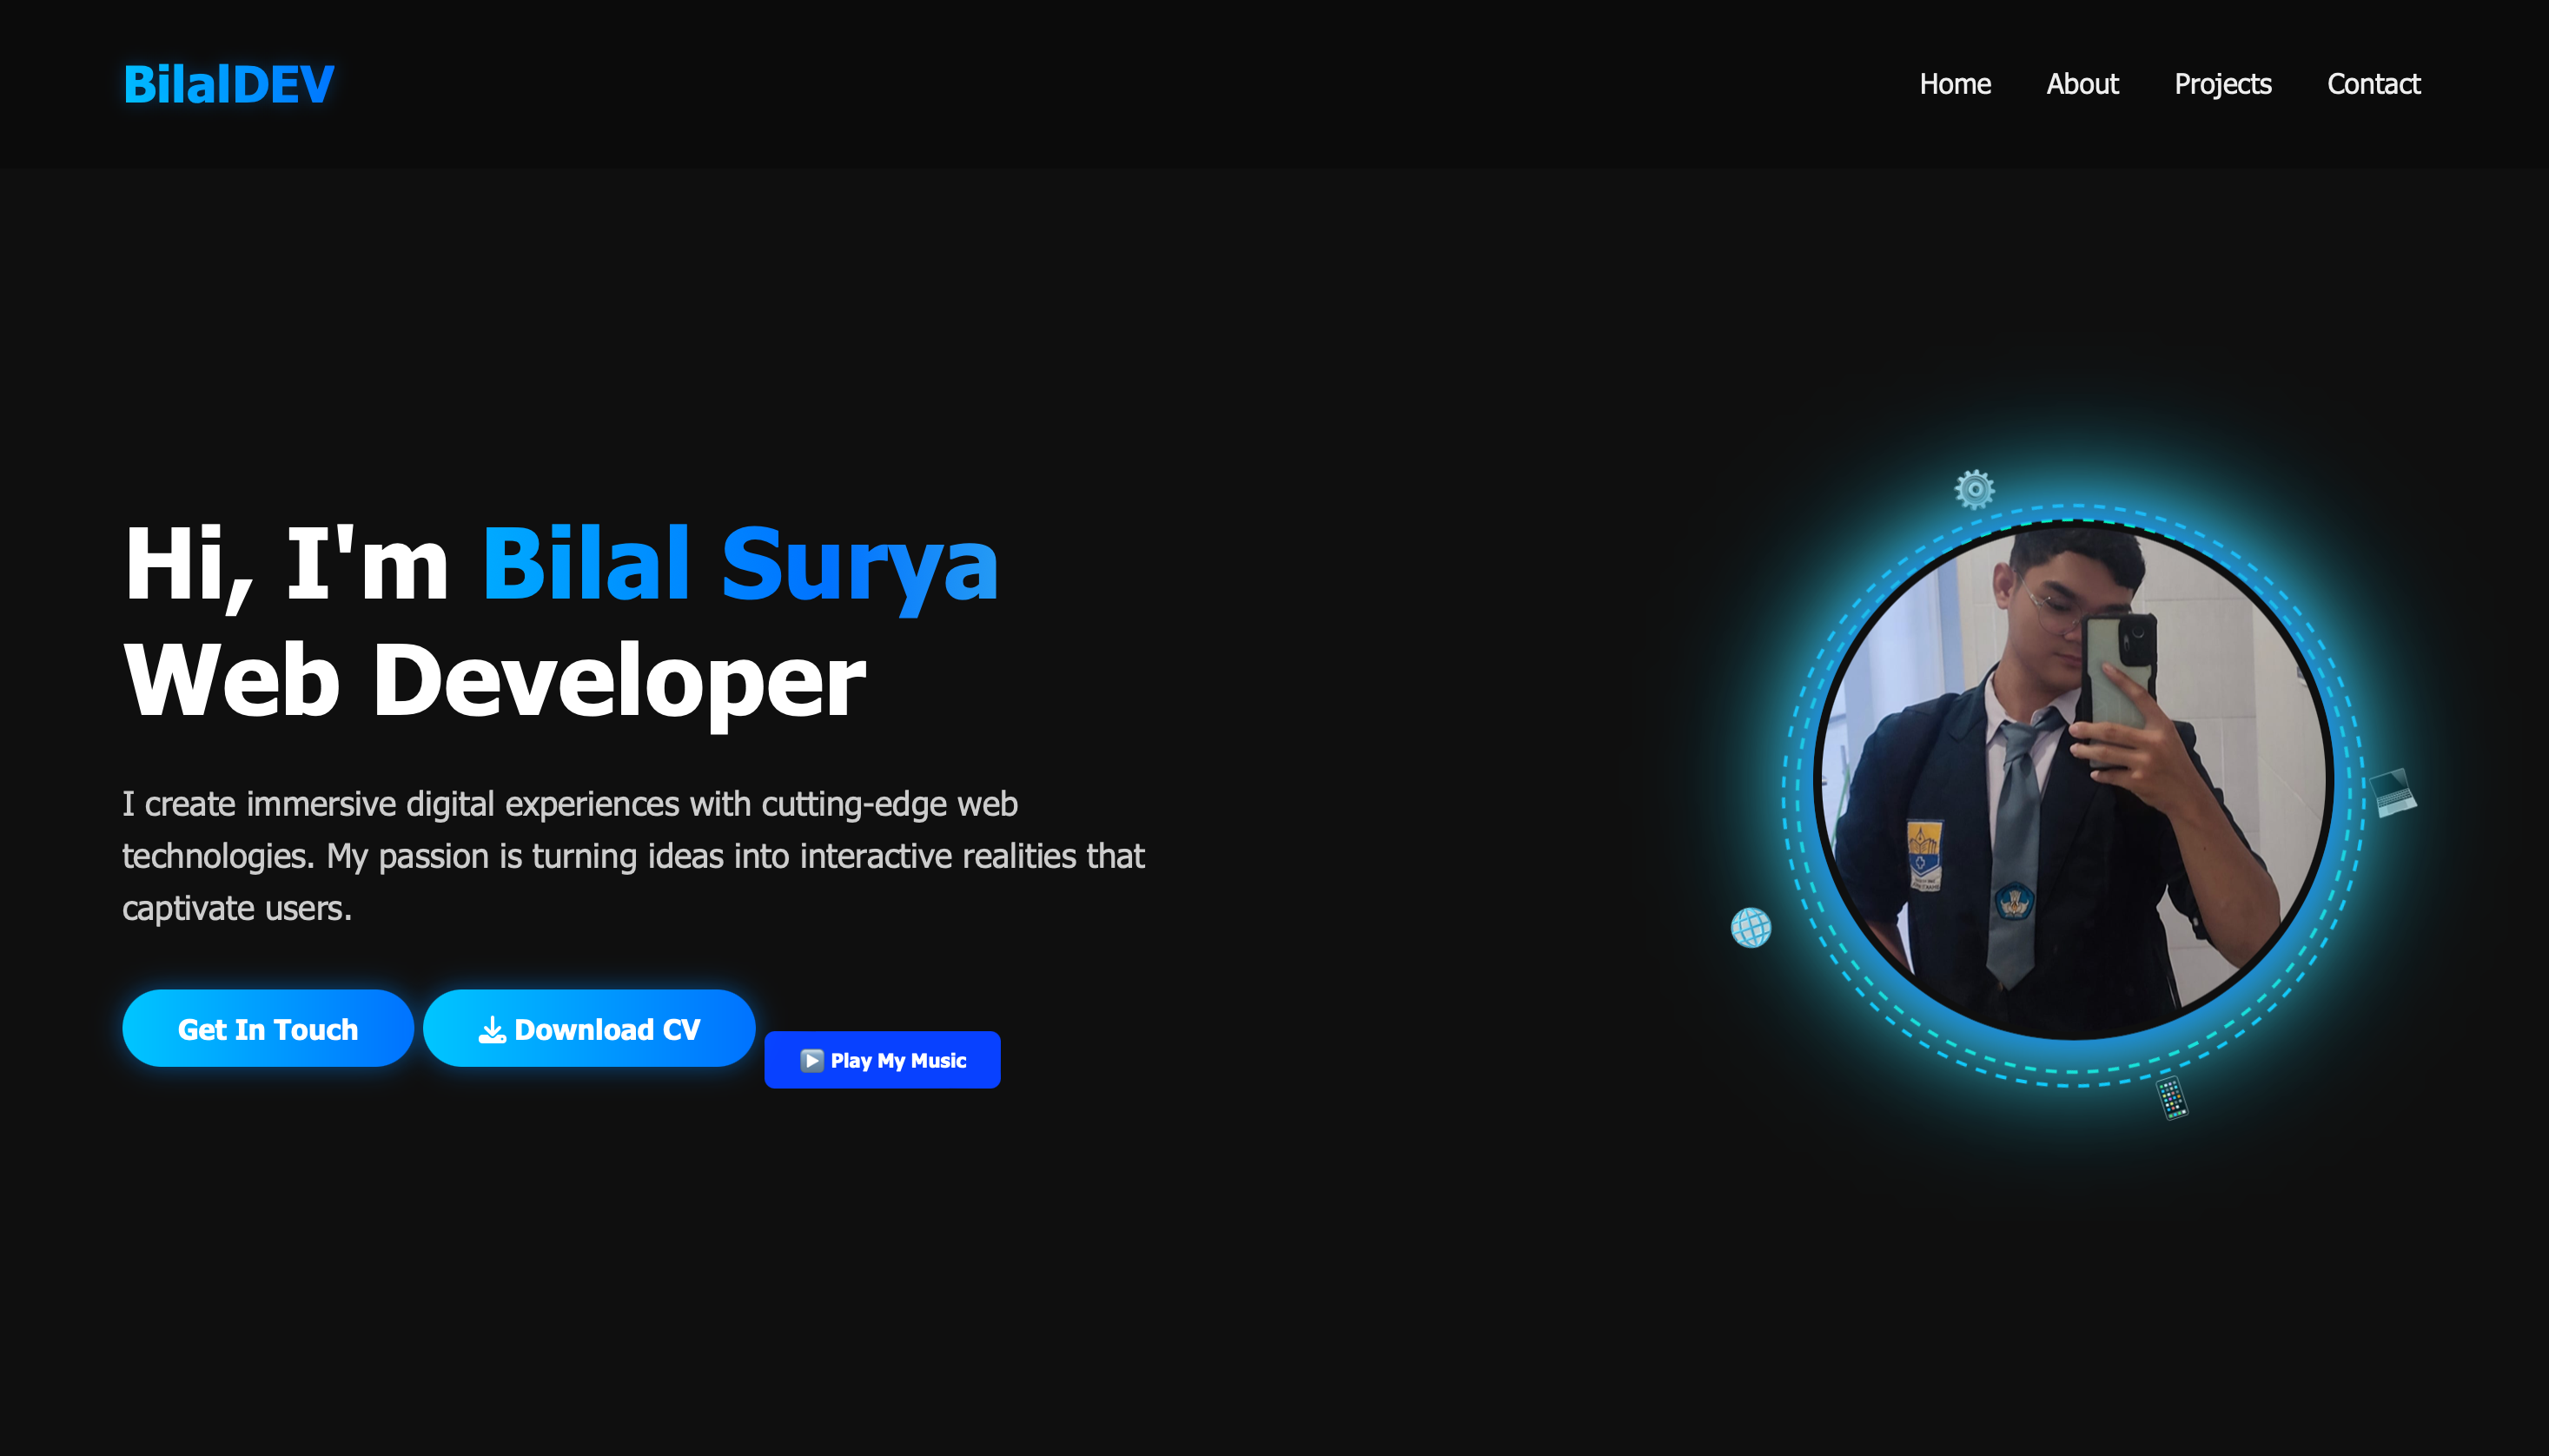 BilalDEV
Home About Projects Contact
Hi, I'm Bilal Surya
Web Developer
I create immersive digital experiences with cutting-edge web
technologies. My passion is turning ideas into interactive realities that
captivate users.
Get In Touch
Download CV
Play My Music